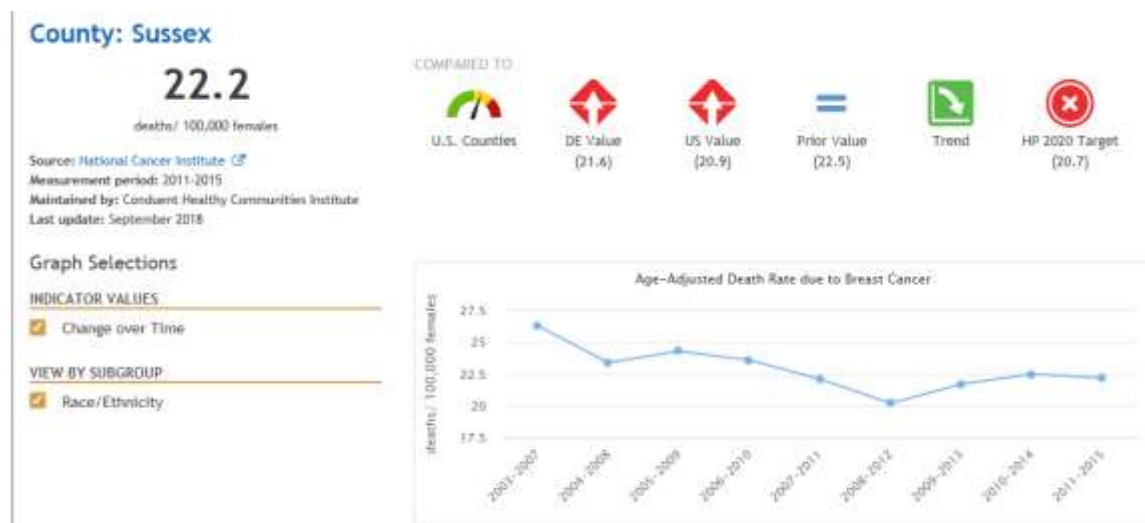 County: Sussex
22.2
deaths/ 100,000 females
Source: National Cancer Institute
Measurement period: 2011-2015
Maintained by: Conduent Healthy Communities Institute
Last update: September 2018
COMPARED TO
U.S. Counties
DE Value
(21.6)
US Value
(20.9)
Prior Value
(22.5)
Trend
HP 2020 Target
(20.7)
Graph Selections
INDICATOR VALUES
Change over Time
VIEW BY SUBGROUP
Race/Ethnicity
Age-Adjusted Death Rate due to Breast Cancer
deaths/ 100,000 females
27.5
25
22.5
20
17.5
2003-2007
2004-2008
2005-2009
2006-2010
2007-2011
2008-2012
2009-2013
2010-2014
2011-2015